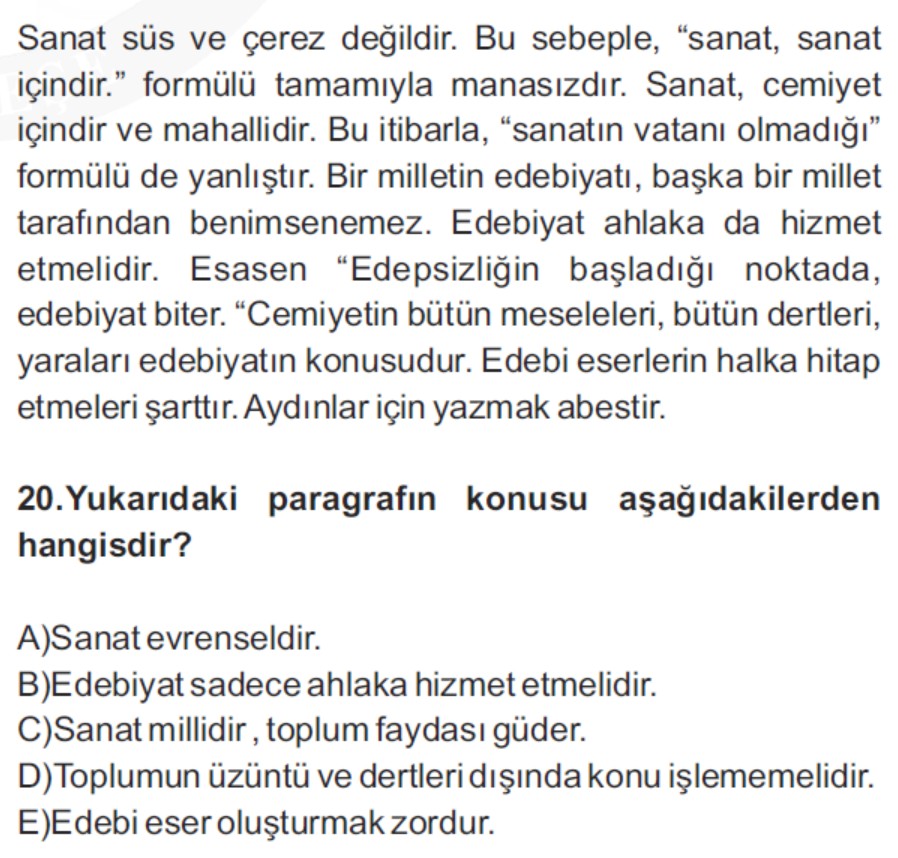 Sanat süs ve çerez değildir. Bu sebeple, “sanat, sanat
içindir.” formülü tamamıyla manasızdır. Sanat, cemiyet
içindir ve mahallidir. Bu itibarla, “sanatın vatanı olmadığı”
formülü de yanlıştır. Bir milletin edebiyatı, başka bir millet
tarafından benimsenemez. Edebiyat ahlaka da hizmet
etmelidir. Esasen “Edepsizliğin başladığı noktada,
edebiyat biter. “Cemiyetin bütün meseleleri, bütün dertleri,
yaraları edebiyatın konusudur. Edebi eserlerin halka hitap
etmeleri şarttır. Aydınlar için yazmak abestir.
20.Yukarıdaki paragrafın konusu aşağıdakilerden
hangisdir?
A)Sanat evrenseldir.
B)Edebiyat sadece ahlaka hizmet etmelidir.
C)Sanat millidir , toplum faydası güder.
D)Toplumun üzüntü ve dertleri dışında konu işlememelidir.
E)Edebi eser oluşturmak zordur.